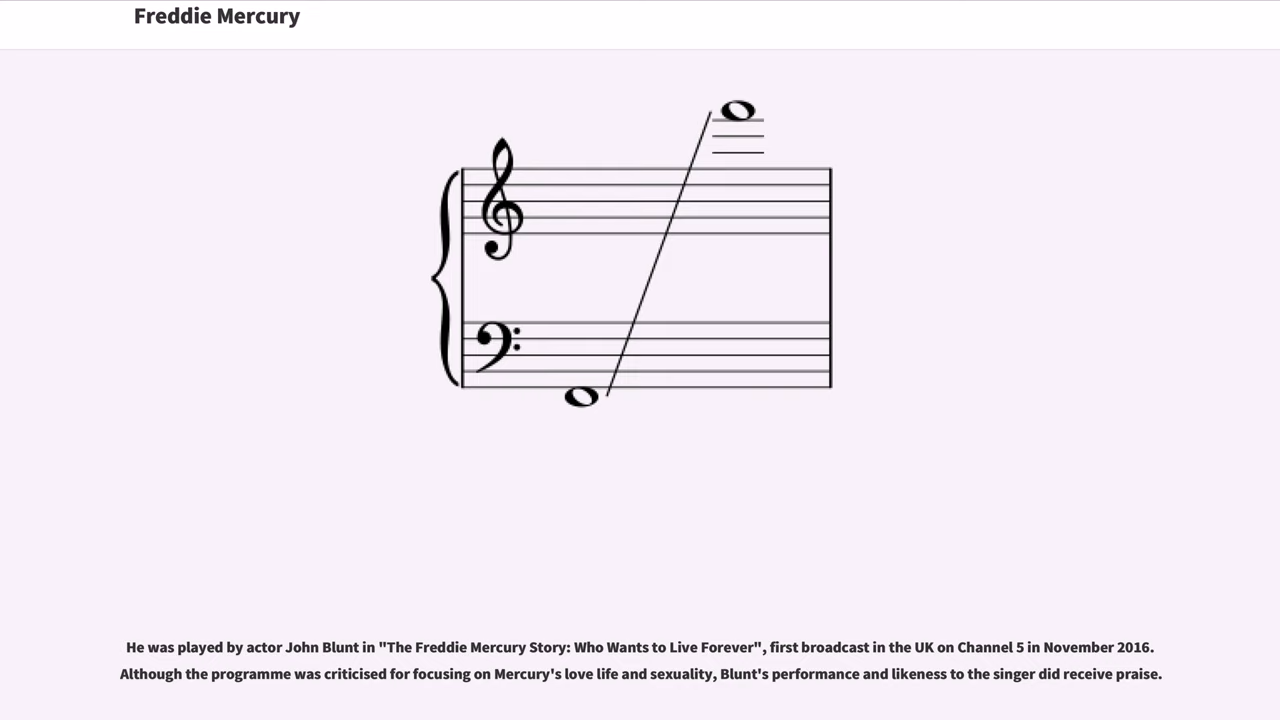 Freddie Mercury
He was played by actor John Blunt in "The Freddie Mercury Story: Who Wants to Live Forever", first broadcast in the UK on Channel 5 in November 2016.
Although the programme was criticised for focusing on Mercury's love life and sexuality, Blunt's performance and likeness to the singer did receive praise.